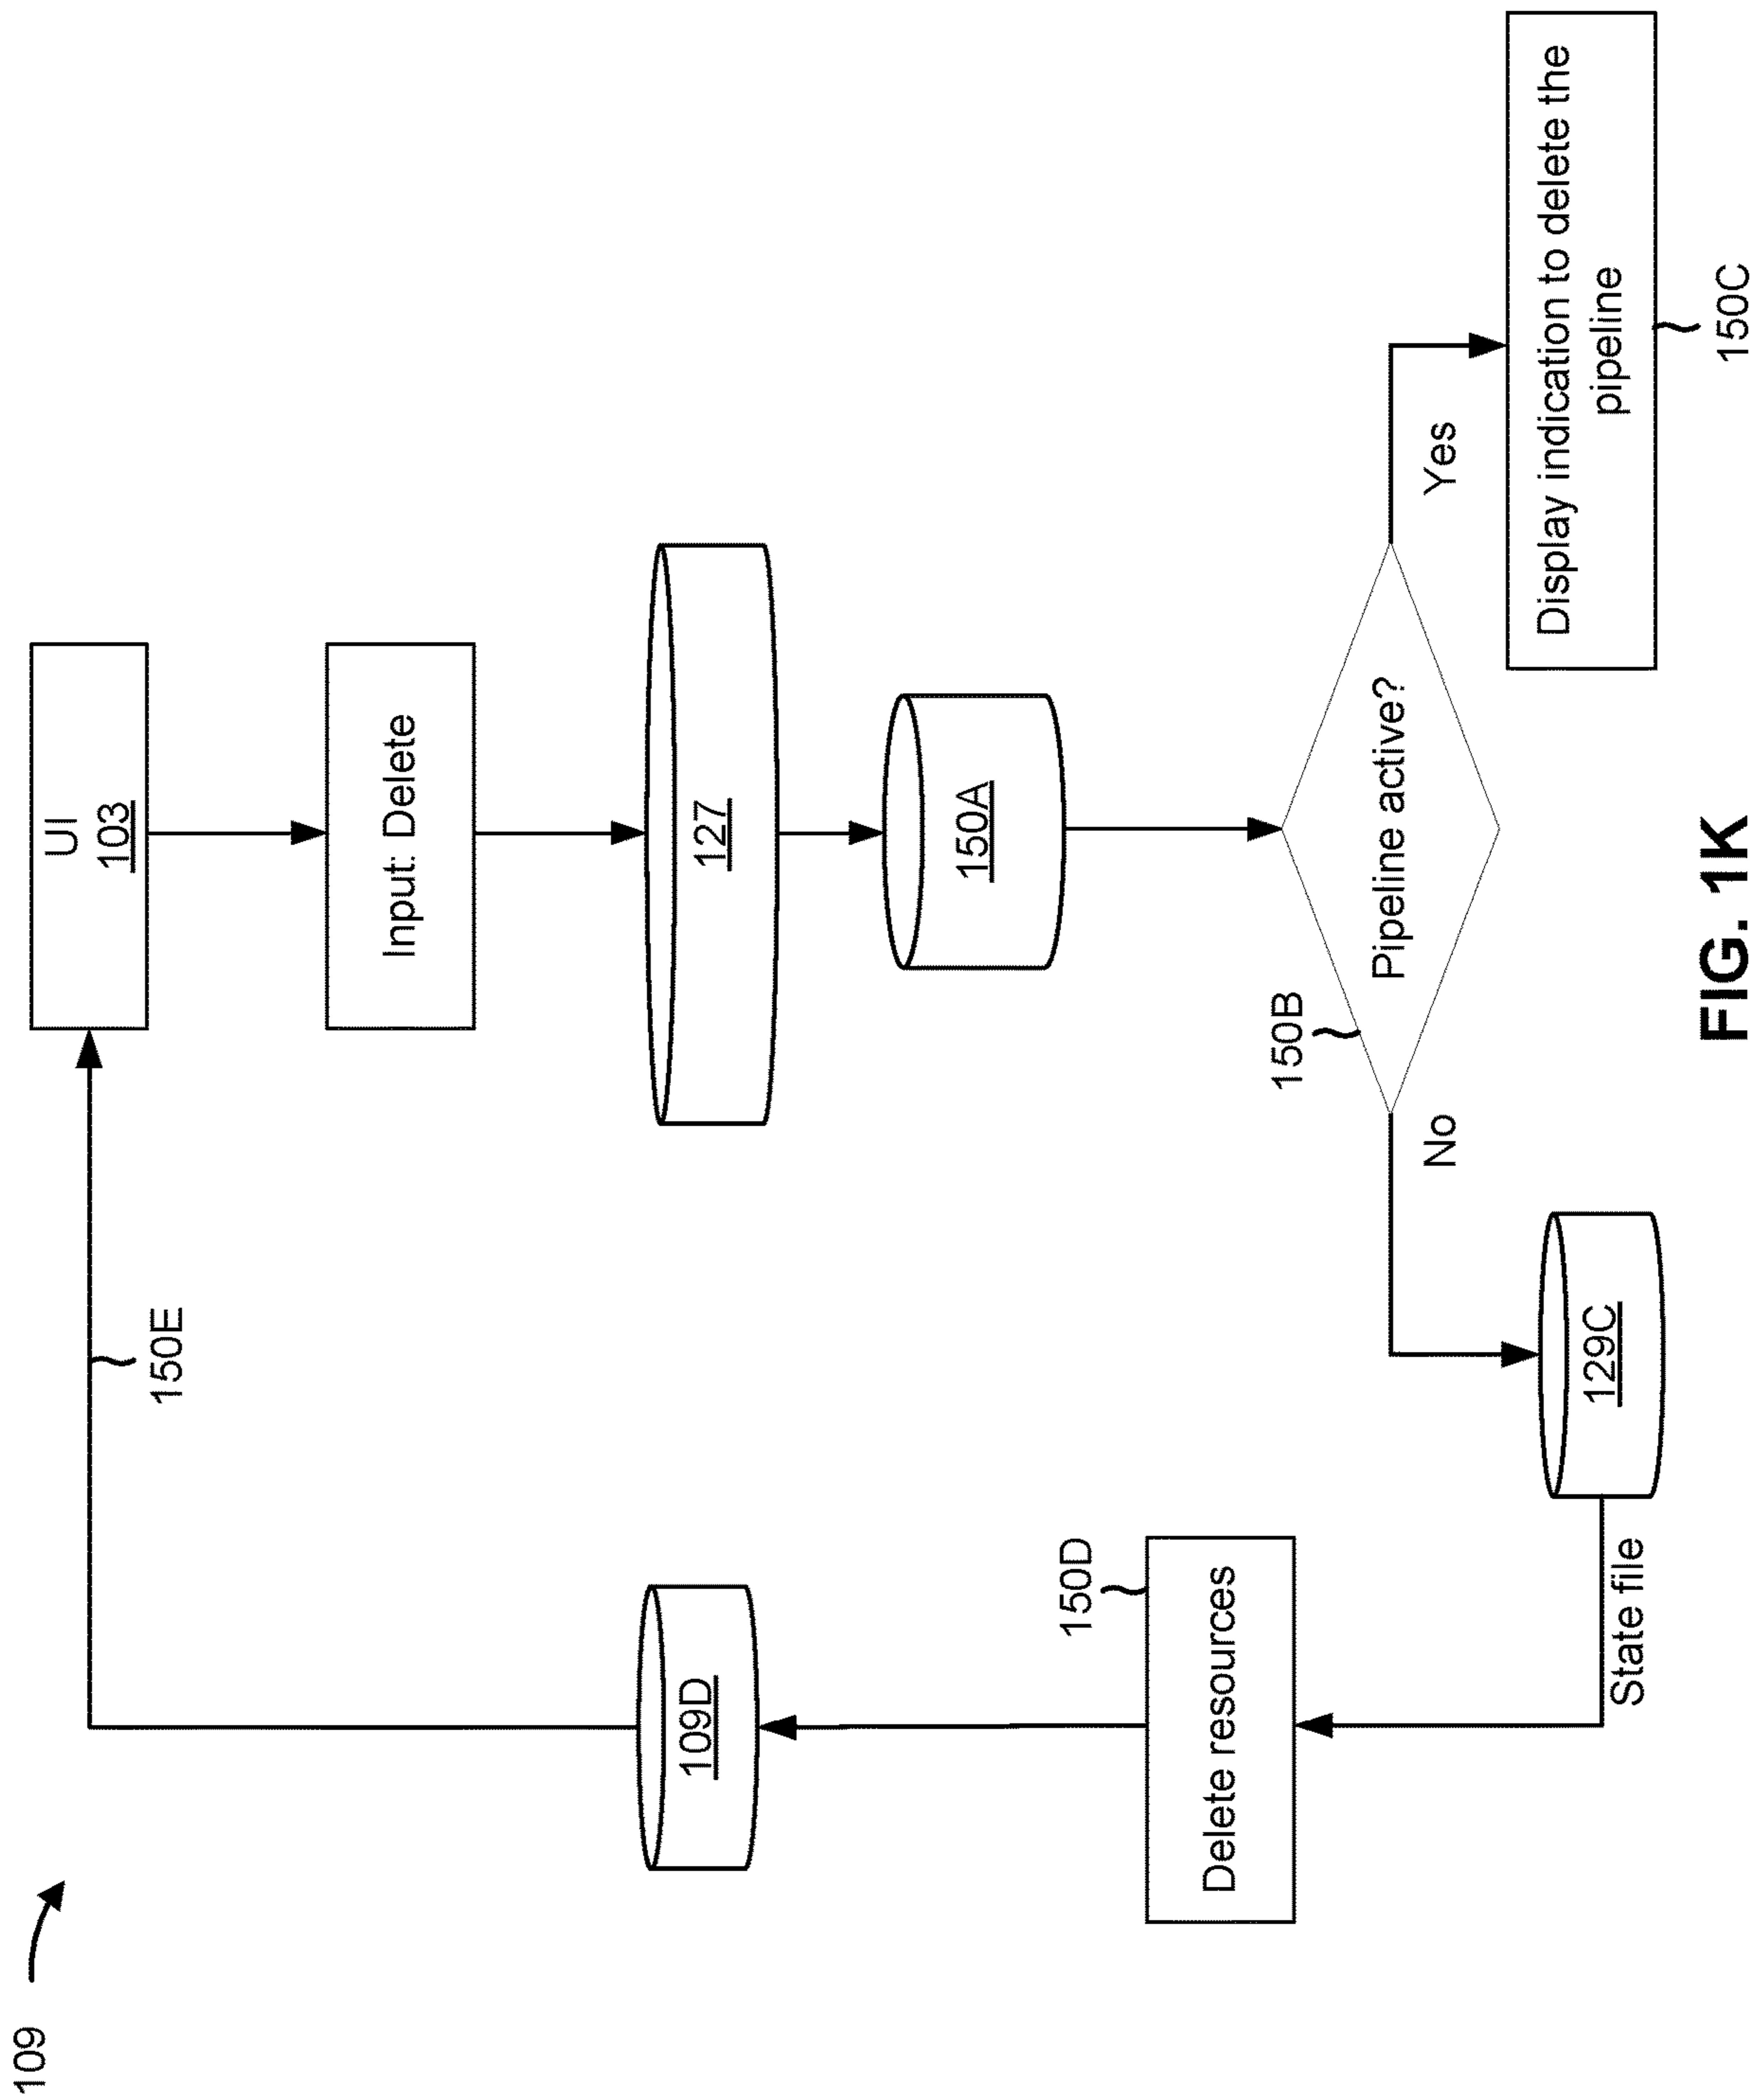 109
UI
103
150E
Input: Delete
127
109D
150A
150D
Delete resources
150B
Pipeline active?
No
Yes
State file
129C
Display indication to delete the
pipeline
150C
FIG. 1K